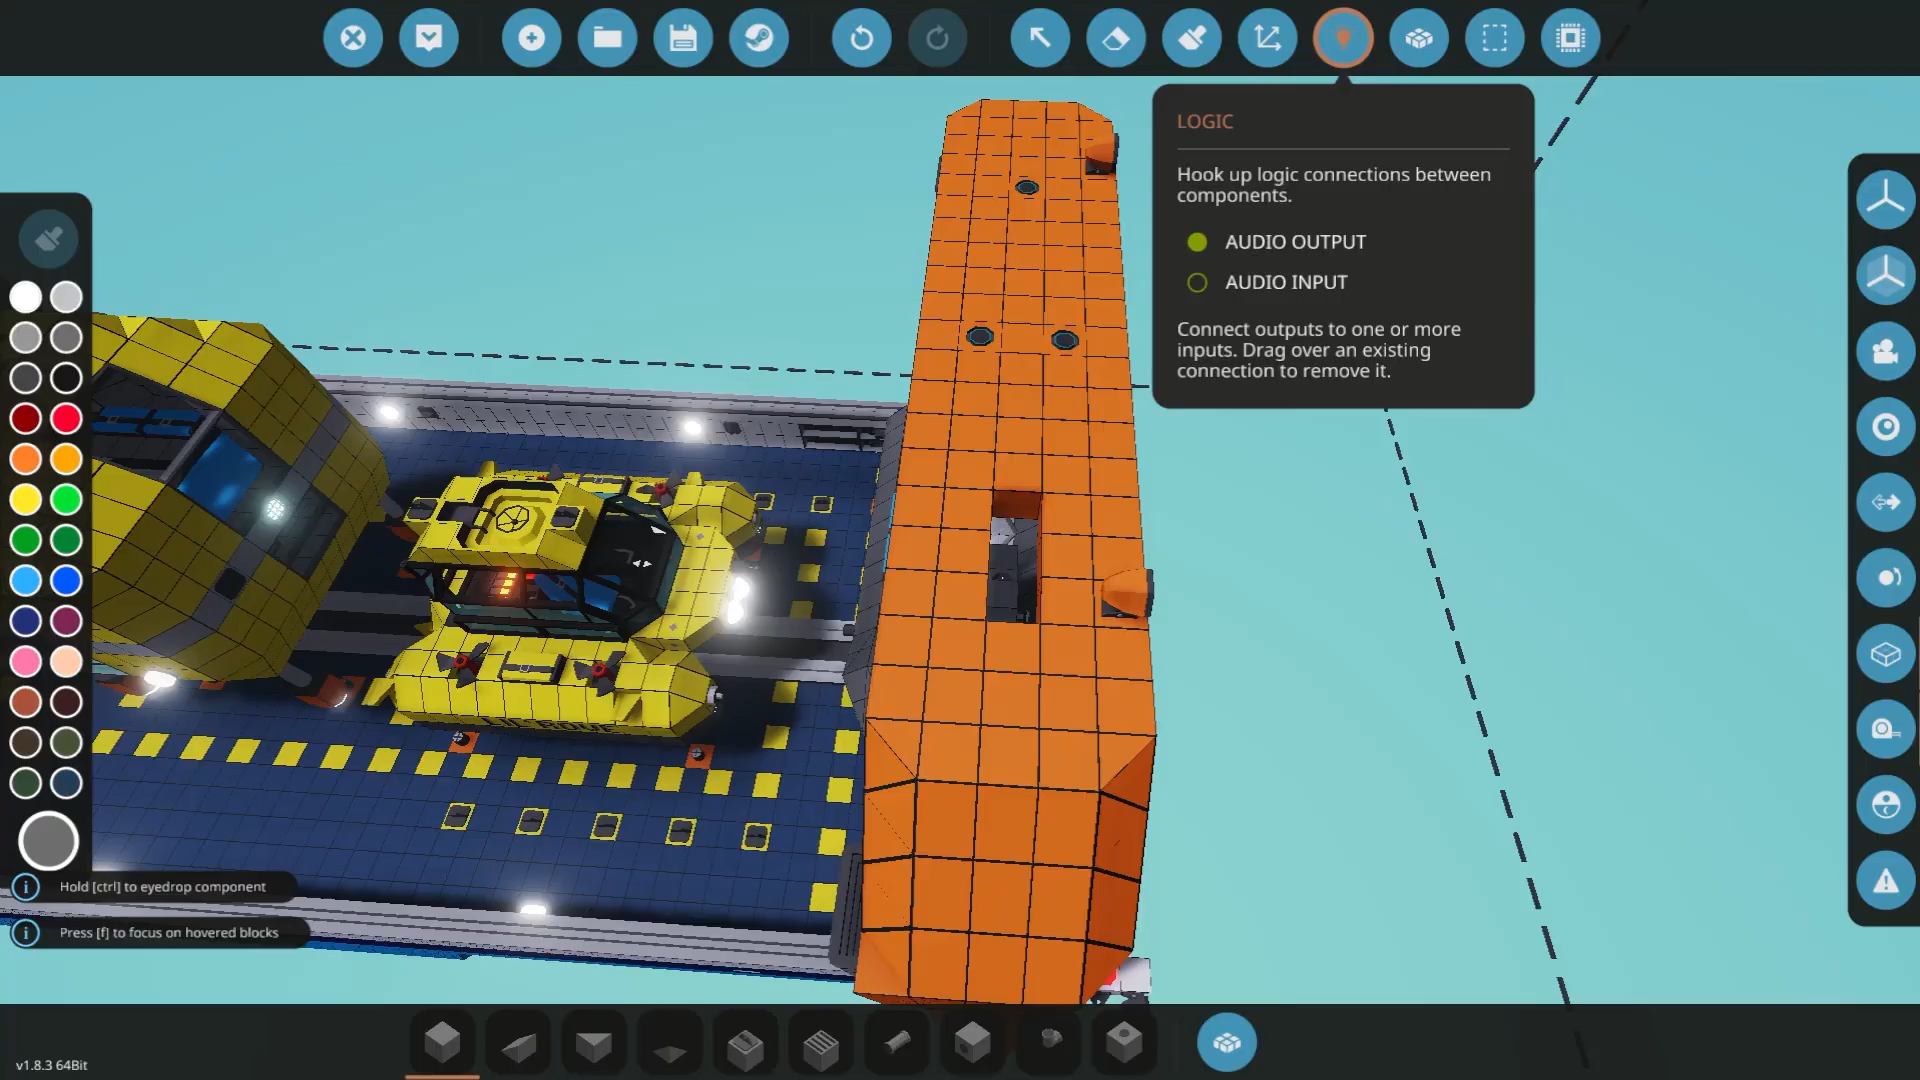 LOGIC
Hook up logic connections between
components.
AUDIO OUTPUT
AUDIO INPUT
Connect outputs to one or more
inputs. Drag over an existing
connection to remove it.
Hold [ctrl] to eyedrop component
Press [f] to focus on hovered blocks
v1.8.3 64Bit